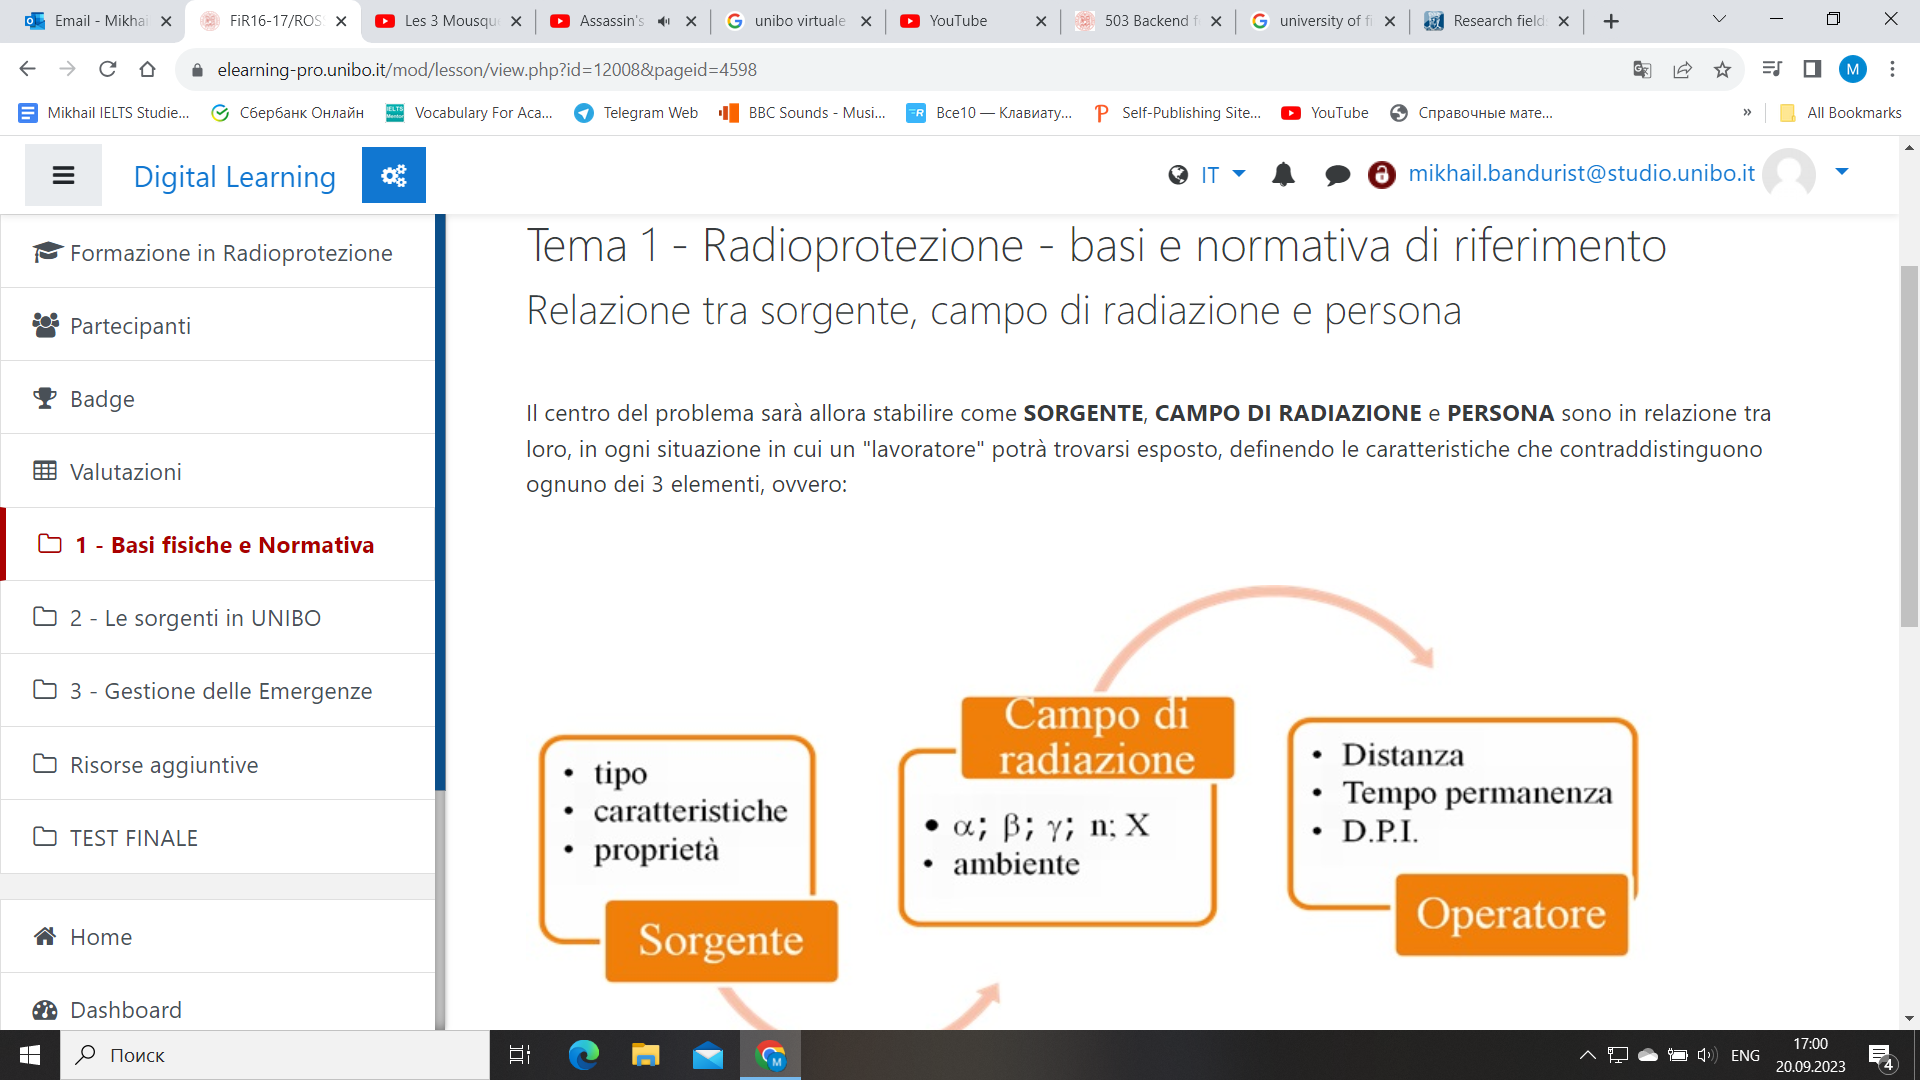 Email - Mikhai
FiR16-17/ROS
Les 3 Mousqu
Assassin's
unibo virtuale
YouTube
503 Backend f
university of fi
Research field
elearning-pro.unibo.it/mod/lesson/view.php?id=12008&pageid=4598
M
Mikhail IELTS Studie...
Сбербанк Онлайн
Vocabulary For Aca...
Telegram Web
BBC Sounds - Musi...
Все10 — Клавиату...
Self-Publishing Site...
YouTube
Справочные мате...
»
All Bookmarks
Digital Learning
IT
mikhail.bandurist@studio.unibo.it
Formazione in Radioprotezione
Partecipanti
Badge
Valutazioni
1 - Basi fisiche e Normativa
2 - Le sorgenti in UNIBO
3 - Gestione delle Emergenze
Risorse aggiuntive
TEST FINALE
Home
Dashboard
Tema 1 - Radioprotezione - basi e normativa di riferimento
Relazione tra sorgente, campo di radiazione e persona
Il centro del problema sarà allora stabilire come SORGENTE, CAMPO DI RADIAZIONE e PERSONA sono in relazione tra
loro, in ogni situazione in cui un "lavoratore" potrà trovarsi esposto, definendo le caratteristiche che contraddistinguono
ognuno dei 3 elementi, ovvero:
• tipo
• caratteristiche
• proprietà
Sorgente
Campo di
radiazione
• α; β; γ; n; X
• ambiente
• Distanza
• Tempo permanenza
• D.P.I.
Operatore
Поиск
M
ENG
17:00
20.09.2023
4